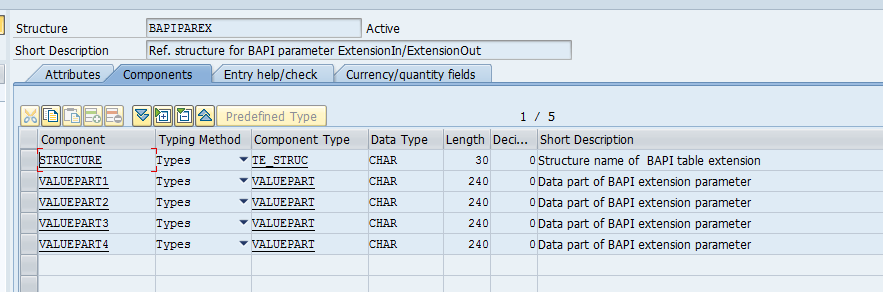 Structure BAPIPAREX Active
Short Description Ref. structure for BAPI parameter ExtensionIn/ExtensionOut
Attributes Components Entry help/check Currency/quantity fields
Predefined Type 1 / 5
Component Typing Method Component Type Data Type Length Deci... Short Description
STRUCTURE Types TE_STRUC CHAR 30 0 Structure name of BAPI table extension
VALUEPART1 Types VALUEPART CHAR 240 0 Data part of BAPI extension parameter
VALUEPART2 Types VALUEPART CHAR 240 0 Data part of BAPI extension parameter
VALUEPART3 Types VALUEPART CHAR 240 0 Data part of BAPI extension parameter
VALUEPART4 Types VALUEPART CHAR 240 0 Data part of BAPI extension parameter